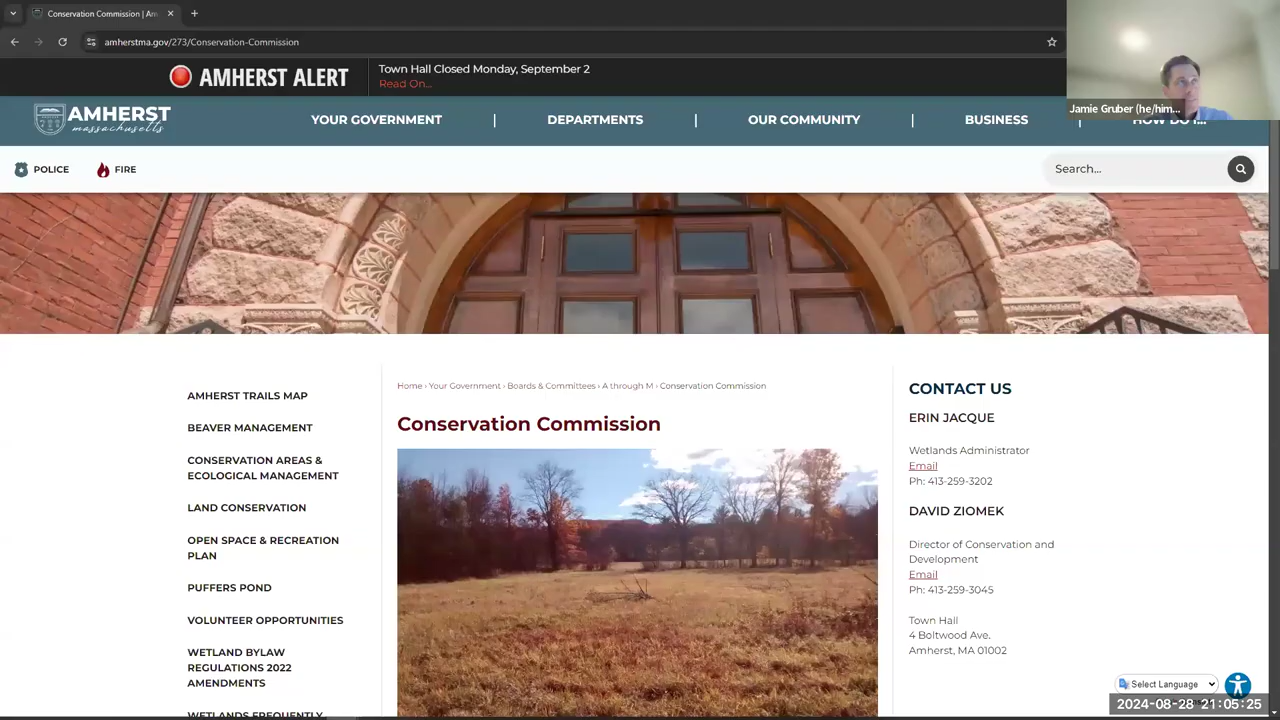 Conservation Commission | Am
amherstma.gov/273/Conservation-Commission
AMHERST ALERT
Town Hall Closed Monday, September 2
Read On...
Jamie Gruber (he/him...
AMHERST
massachusetts
YOUR GOVERNMENT | DEPARTMENTS | OUR COMMUNITY | BUSINESS | HOW DO I...
POLICE FIRE
Search...
Home › Your Government › Boards & Committees › A through M › Conservation Commission
Conservation Commission
AMHERST TRAILS MAP
BEAVER MANAGEMENT
CONSERVATION AREAS &
ECOLOGICAL MANAGEMENT
LAND CONSERVATION
OPEN SPACE & RECREATION
PLAN
PUFFERS POND
VOLUNTEER OPPORTUNITIES
WETLAND BYLAW
REGULATIONS 2022
AMENDMENTS
WETLANDS FREQUENTLY
CONTACT US
ERIN JACQUE
Wetlands Administrator
Email
Ph: 413-259-3202
DAVID ZIOMEK
Director of Conservation and
Development
Email
Ph: 413-259-3045
Town Hall
4 Boltwood Ave.
Amherst, MA 01002
Select Language
2024-08-28 21:05:25